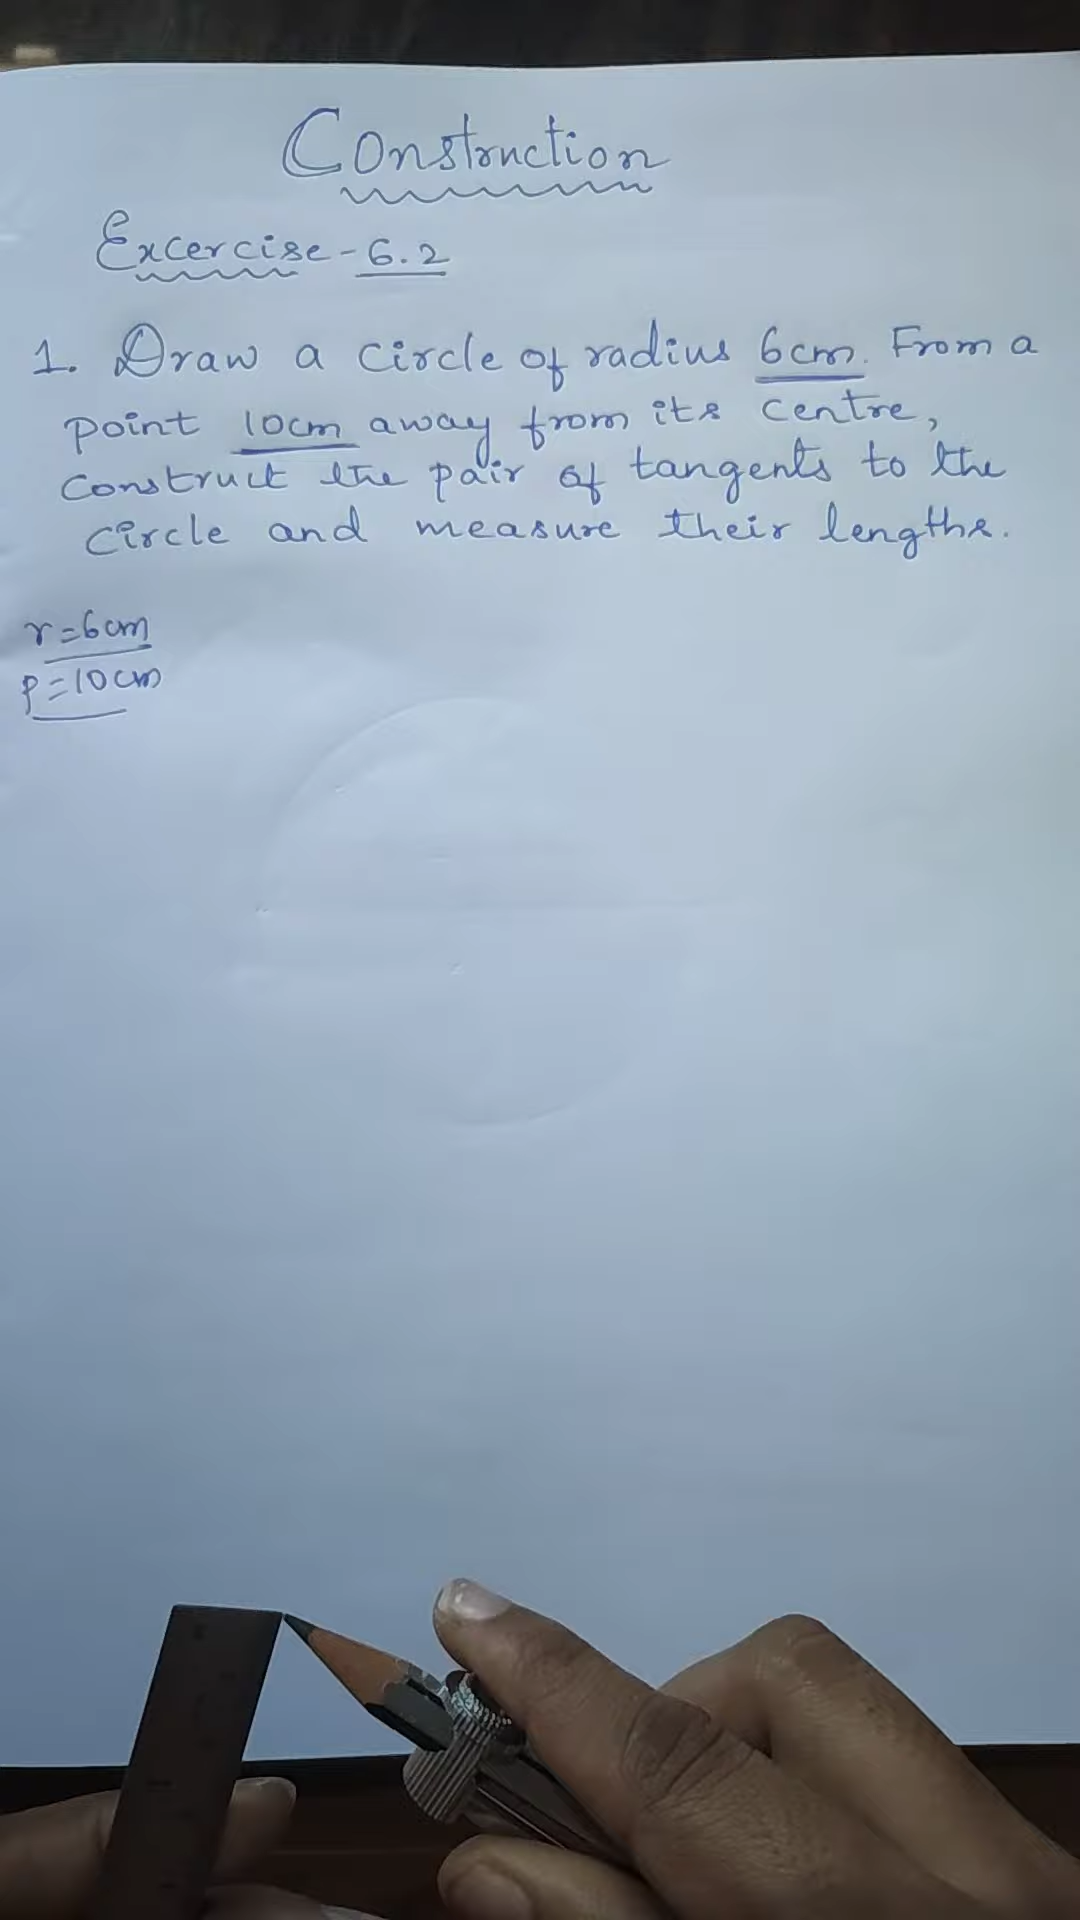 Construction
Excercise - 6.2
1. Draw a circle of radius 6cm. From a
point 10cm away from its centre,
construct the pair of tangents to the
circle and measure their lengths.
r=6cm
P=10cm